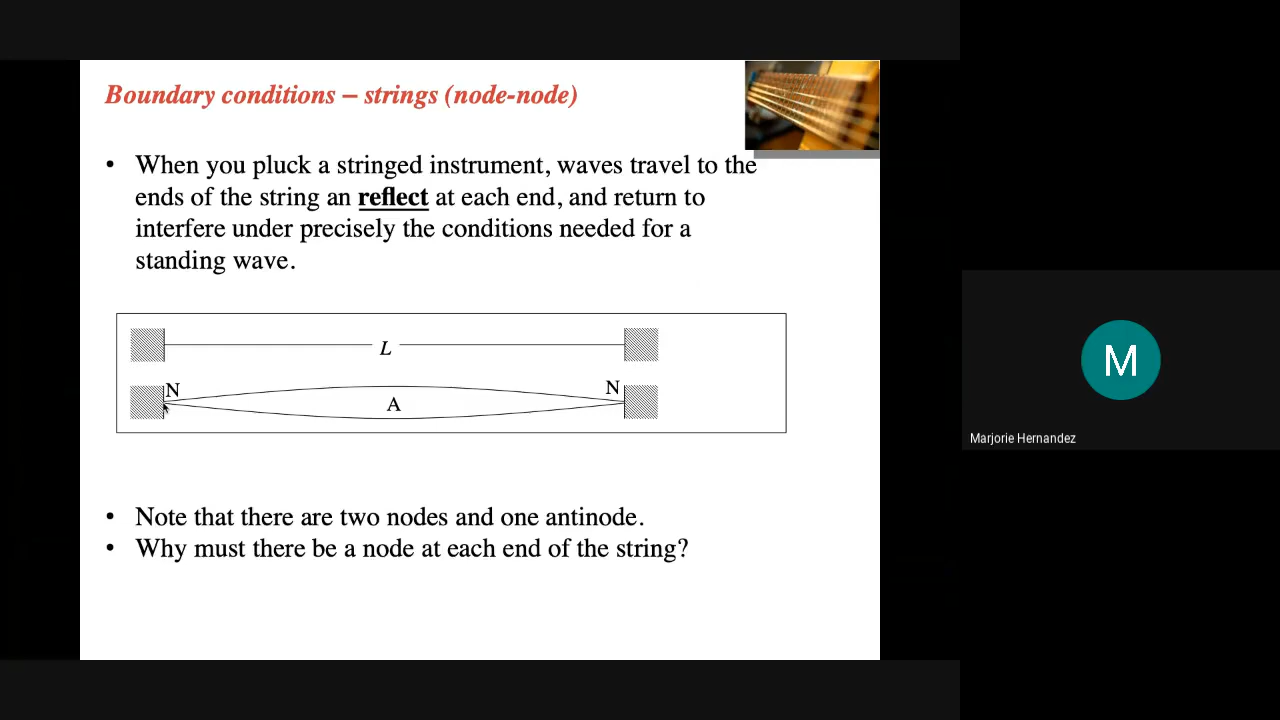 Boundary conditions – strings (node-node)
• When you pluck a stringed instrument, waves travel to the
ends of the string an reflect at each end, and return to
interfere under precisely the conditions needed for a
standing wave.
L
N
N
A
• Note that there are two nodes and one antinode.
• Why must there be a node at each end of the string?
M
Marjorie Hernandez